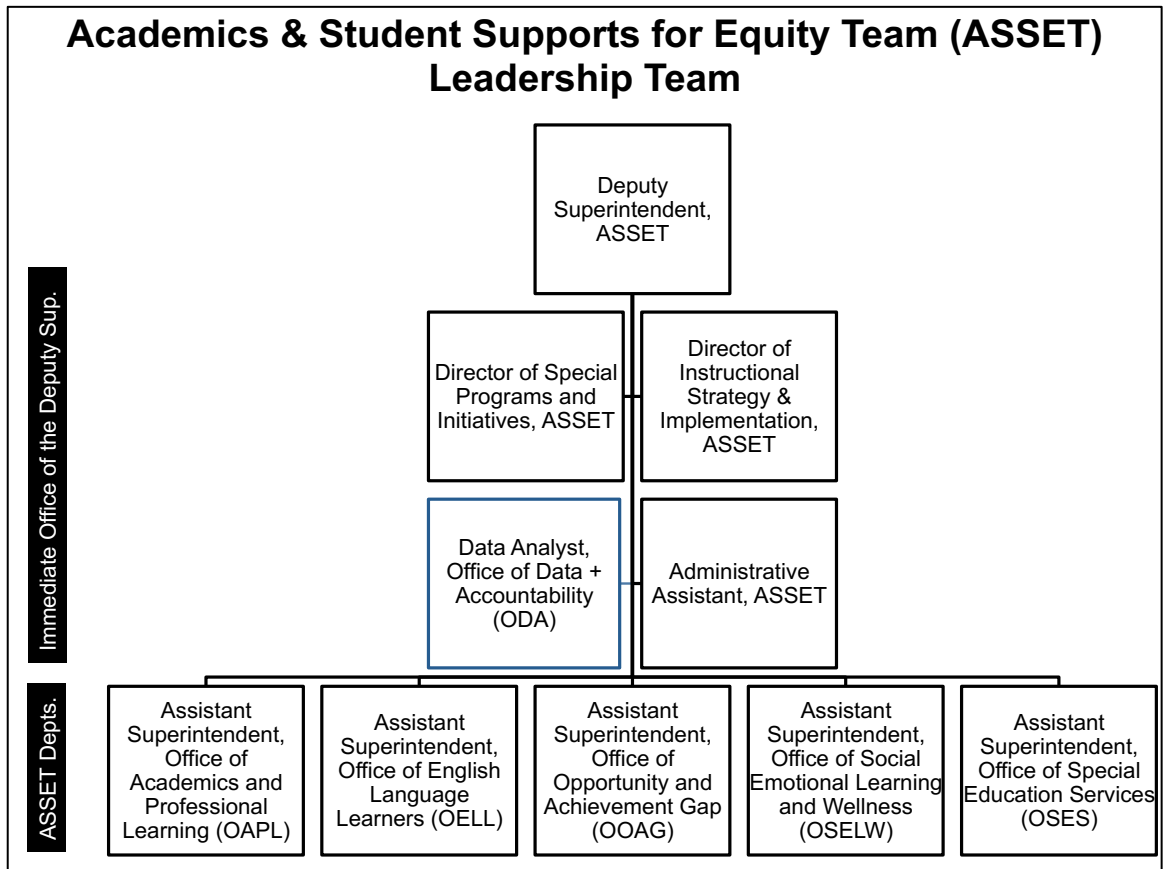 Academics & Student Supports for Equity Team (ASSET)
Leadership Team
Deputy
Superintendent,
ASSET
Immediate Office of the Deputy Sup.
Director of Special
Programs and
Initiatives, ASSET
Director of
Instructional
Strategy &
Implementation,
ASSET
Data Analyst,
Office of Data +
Accountability
(ODA)
Administrative
Assistant, ASSET
ASSET Depts.
Assistant
Superintendent,
Office of
Academics and
Professional
Learning (OAPL)
Assistant
Superintendent,
Office of English
Language
Learners (OELL)
Assistant
Superintendent,
Office of
Opportunity and
Achievement Gap
(OOAG)
Assistant
Superintendent,
Office of Social
Emotional Learning
and Wellness
(OSELW)
Assistant
Superintendent,
Office of Special
Education Services
(OSES)